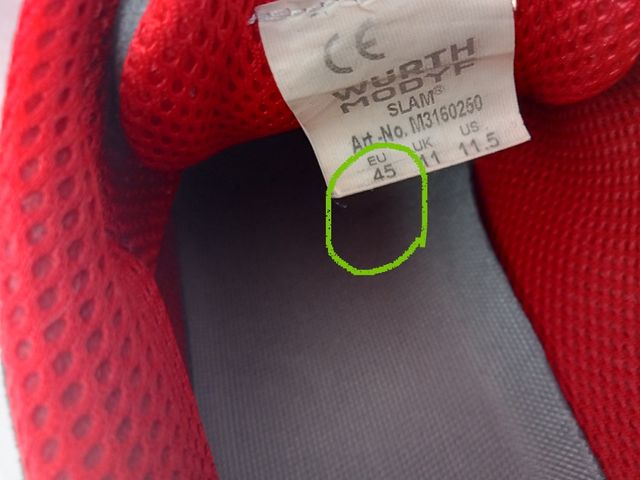 CE
WÜRTH
MODYF
SLAM®
Art.-No. M3160250
EU UK US
45 11 11.5